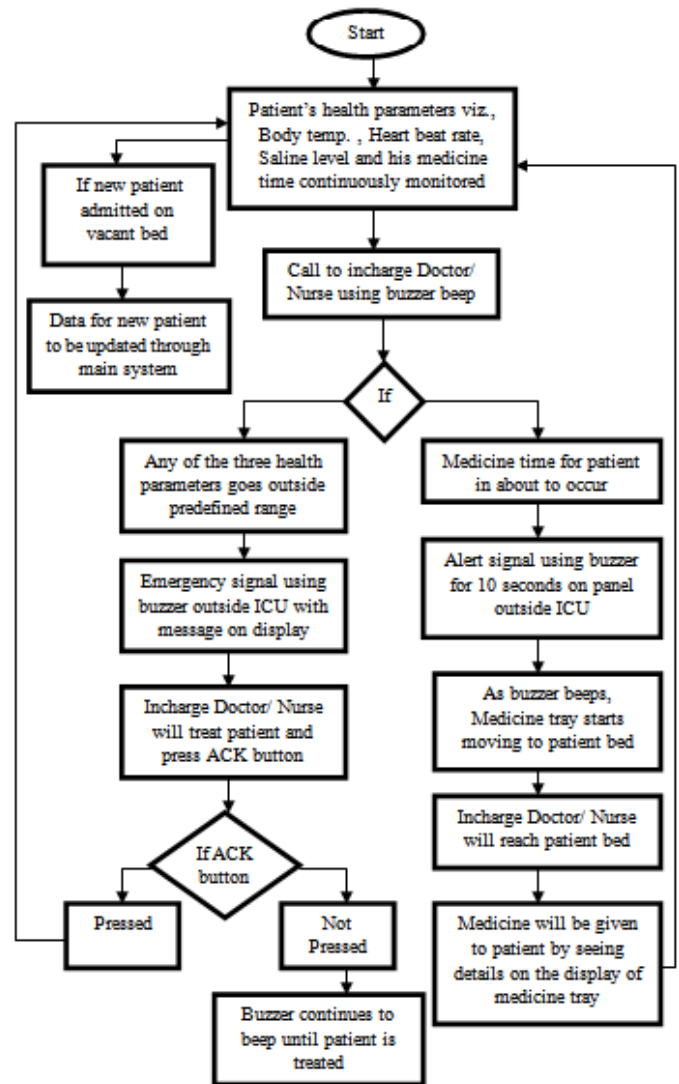 Start
Patient's health parameters viz.,
Body temp. , Heart beat rate,
Saline level and his medicine
time continuously monitored
If new patient
admitted on
vacant bed
Call to incharge Doctor/
Nurse using buzzer beep
Data for new patient
to be updated through
main system
If
Any of the three health
parameters goes outside
predefined range
Medicine time for patient
in about to occur
Emergency signal using
buzzer outside ICU with
message on display
Alert signal using buzzer
for 10 seconds on panel
outside ICU
Incharge Doctor/ Nurse
will treat patient and
press ACK button
As buzzer beeps,
Medicine tray starts
moving to patient bed
Incharge Doctor/ Nurse
will reach patient bed
If ACK
button
Pressed
Not
Pressed
Medicine will be given
to patient by seeing
details on the display of
medicine tray
Buzzer continues to
beep until patient is
treated